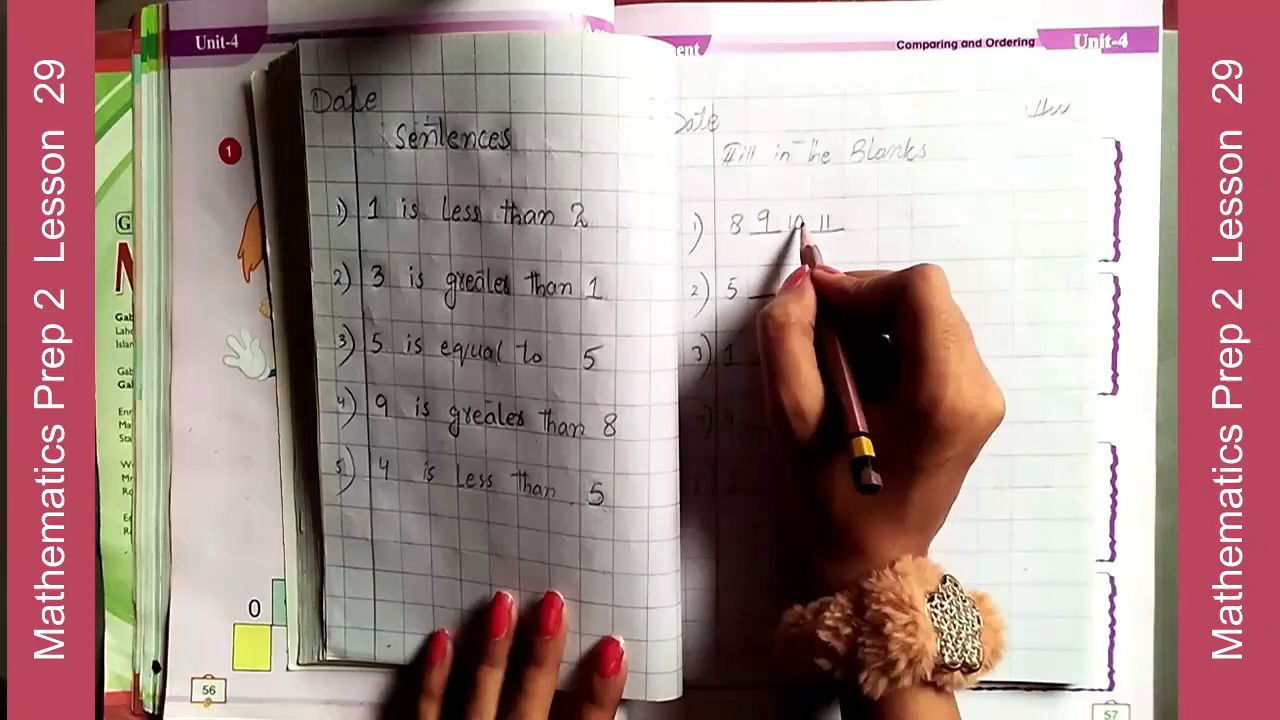 Mathematics Prep 2 Lesson 29
Unit-4
1
Date
Sentences
1) 1 is less than 2
2) 3 is greater than 1
3) 5 is equal to 5
4) 9 is greater than 8
5) 4 is Less than 5
0
56
ment
Comparing and Ordering
Unit-4
Date
Fill in the Blanks
1) 8 9 10 11
2) 5
3) 1
57
Mathematics Prep 2 Lesson 29